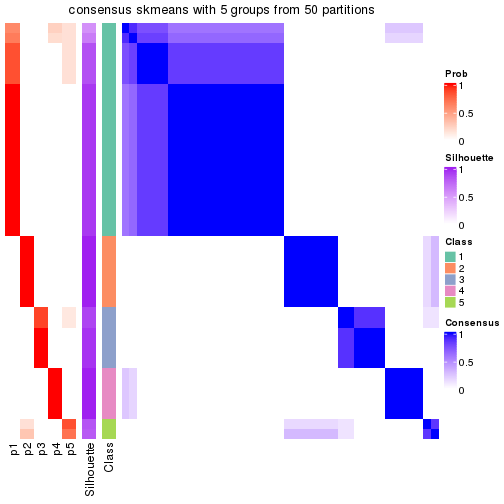 consensus skmeans with 5 groups from 50 partitions
Prob
1
0.5
0
Silhouette
1
0.5
0
Class
1
2
3
4
5
Consensus
1
0.5
0
p1
p2
p3
p4
p5
Silhouette
Class